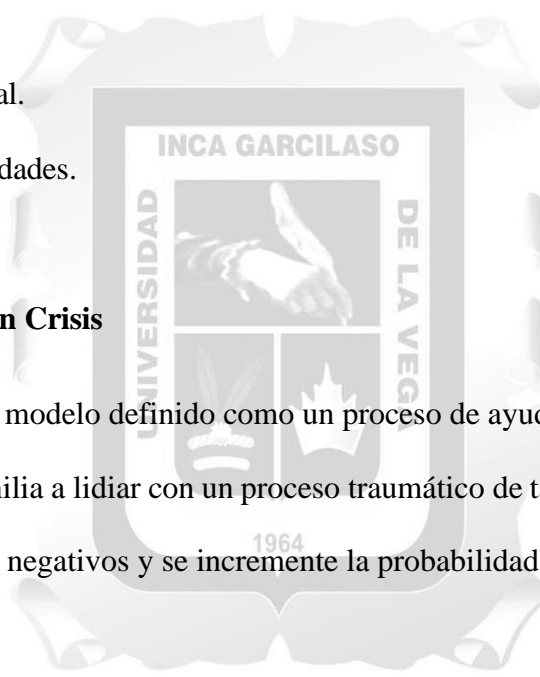 al.
INCA GARCILASO
dades.
UNIVERSIDAD
DE LA VEGA
n Crisis
modelo definido como un proceso de ayud
ilia a lidiar con un proceso traumático de t
1964
negativos y se incremente la probabilidad